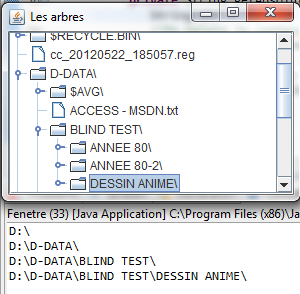 Les arbres
$RECYCLE.BIN\
cc_20120522_185057.reg
D-DATA\
$AVG\
ACCESS - MSDN.txt
BLIND TEST\
ANNEE 80\
ANNEE 80-2\
DESSIN ANIME\
Fenetre (33) [Java Application] C:\Program Files (x86)\Ja
D:\
D:\D-DATA\
D:\D-DATA\BLIND TEST\
D:\D-DATA\BLIND TEST\DESSIN ANIME\